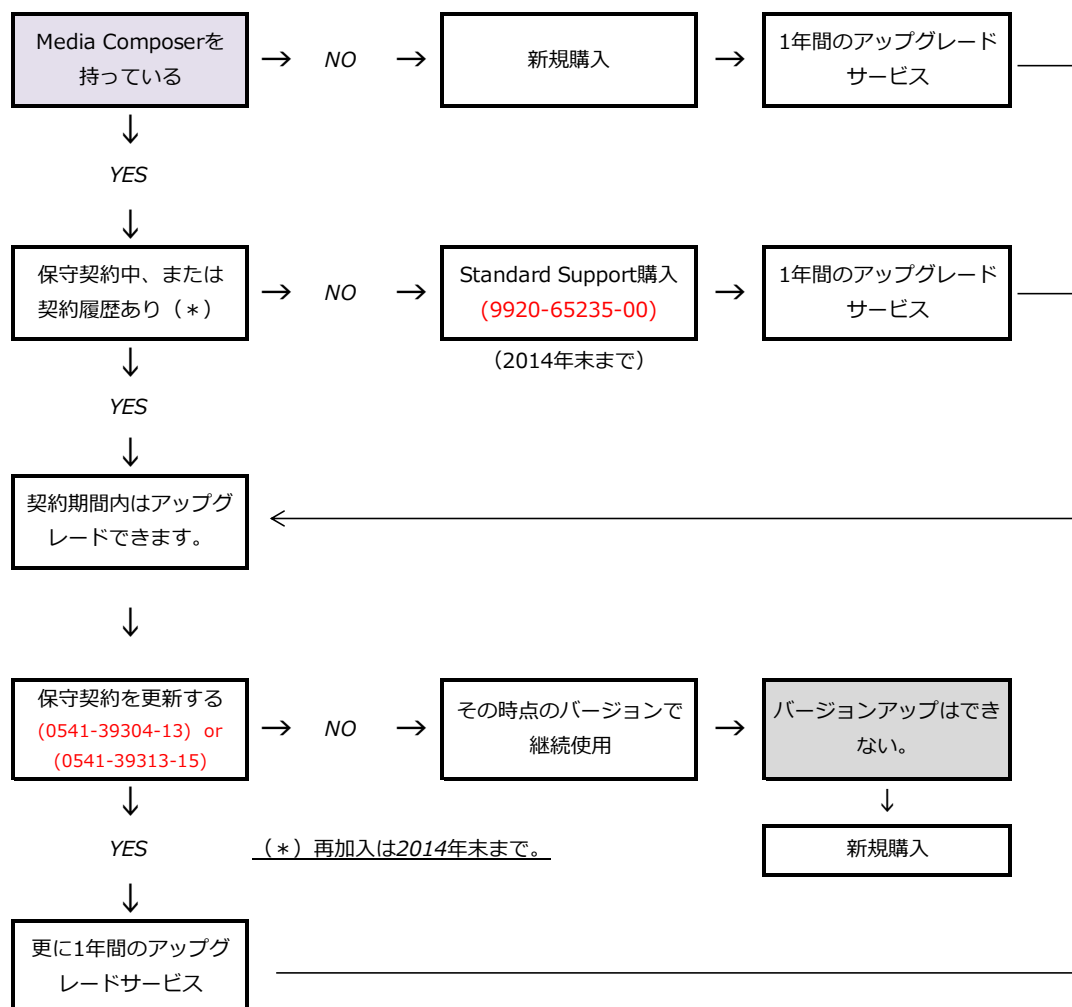 Media Composerを
持っている
→ NO →
新規購入
→
1年間のアップグレード
サービス
↓
YES
↓
保守契約中、または
契約履歴あり（＊）
→ NO →
Standard Support購入
(9920-65235-00)
（2014年末まで）
→
1年間のアップグレード
サービス
↓
YES
↓
契約期間内はアップグ
レードできます。
↓
保守契約を更新する
(0541-39304-13) or
(0541-39313-15)
→ NO →
その時点のバージョンで
継続使用
→
バージョンアップはでき
ない。
↓
新規購入
↓
YES
（＊）再加入は2014年末まで。
↓
更に1年間のアップグ
レードサービス